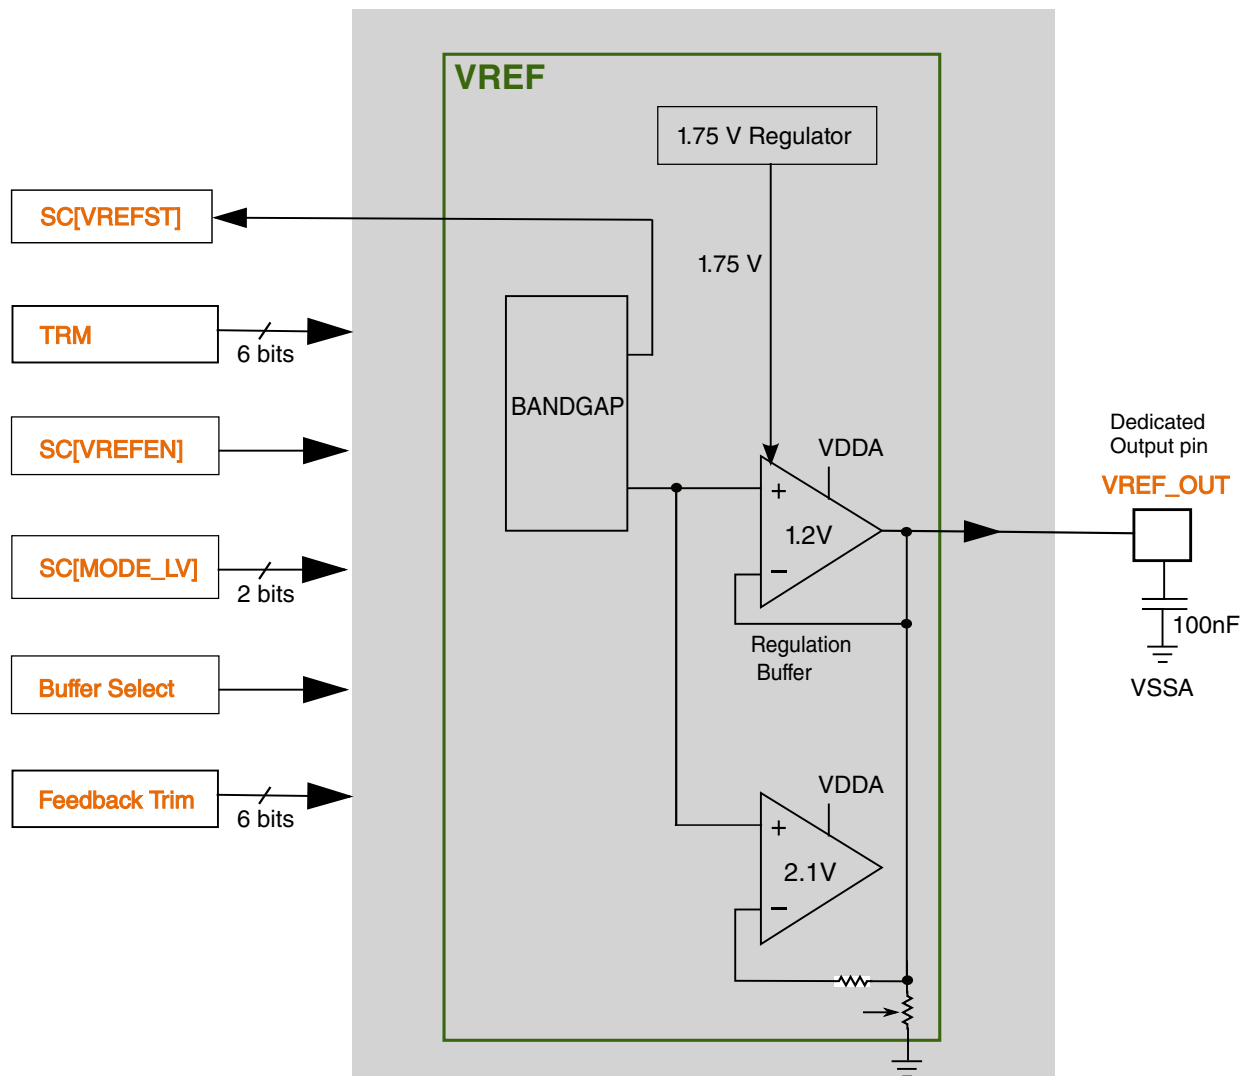 VREF
1.75 V Regulator
SC[VREFST]
1.75 V
TRM
6 bits
BANDGAP
SC[VREFEN]
Dedicated
Output pin
VREF_OUT
VDDA
+
1.2V
−
SC[MODE_LV]
2 bits
100nF
Regulation
Buffer
VSSA
Buffer Select
Feedback Trim
6 bits
VDDA
+
2.1V
−